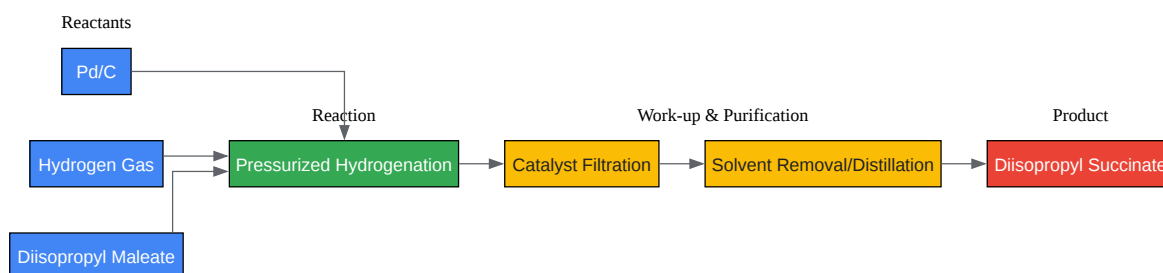 Reactants
Pd/C
Reaction
Work-up & Purification
Product
Hydrogen Gas
Pressurized Hydrogenation
Catalyst Filtration
Solvent Removal/Distillation
Diisopropyl Succinate
Diisopropyl Maleate